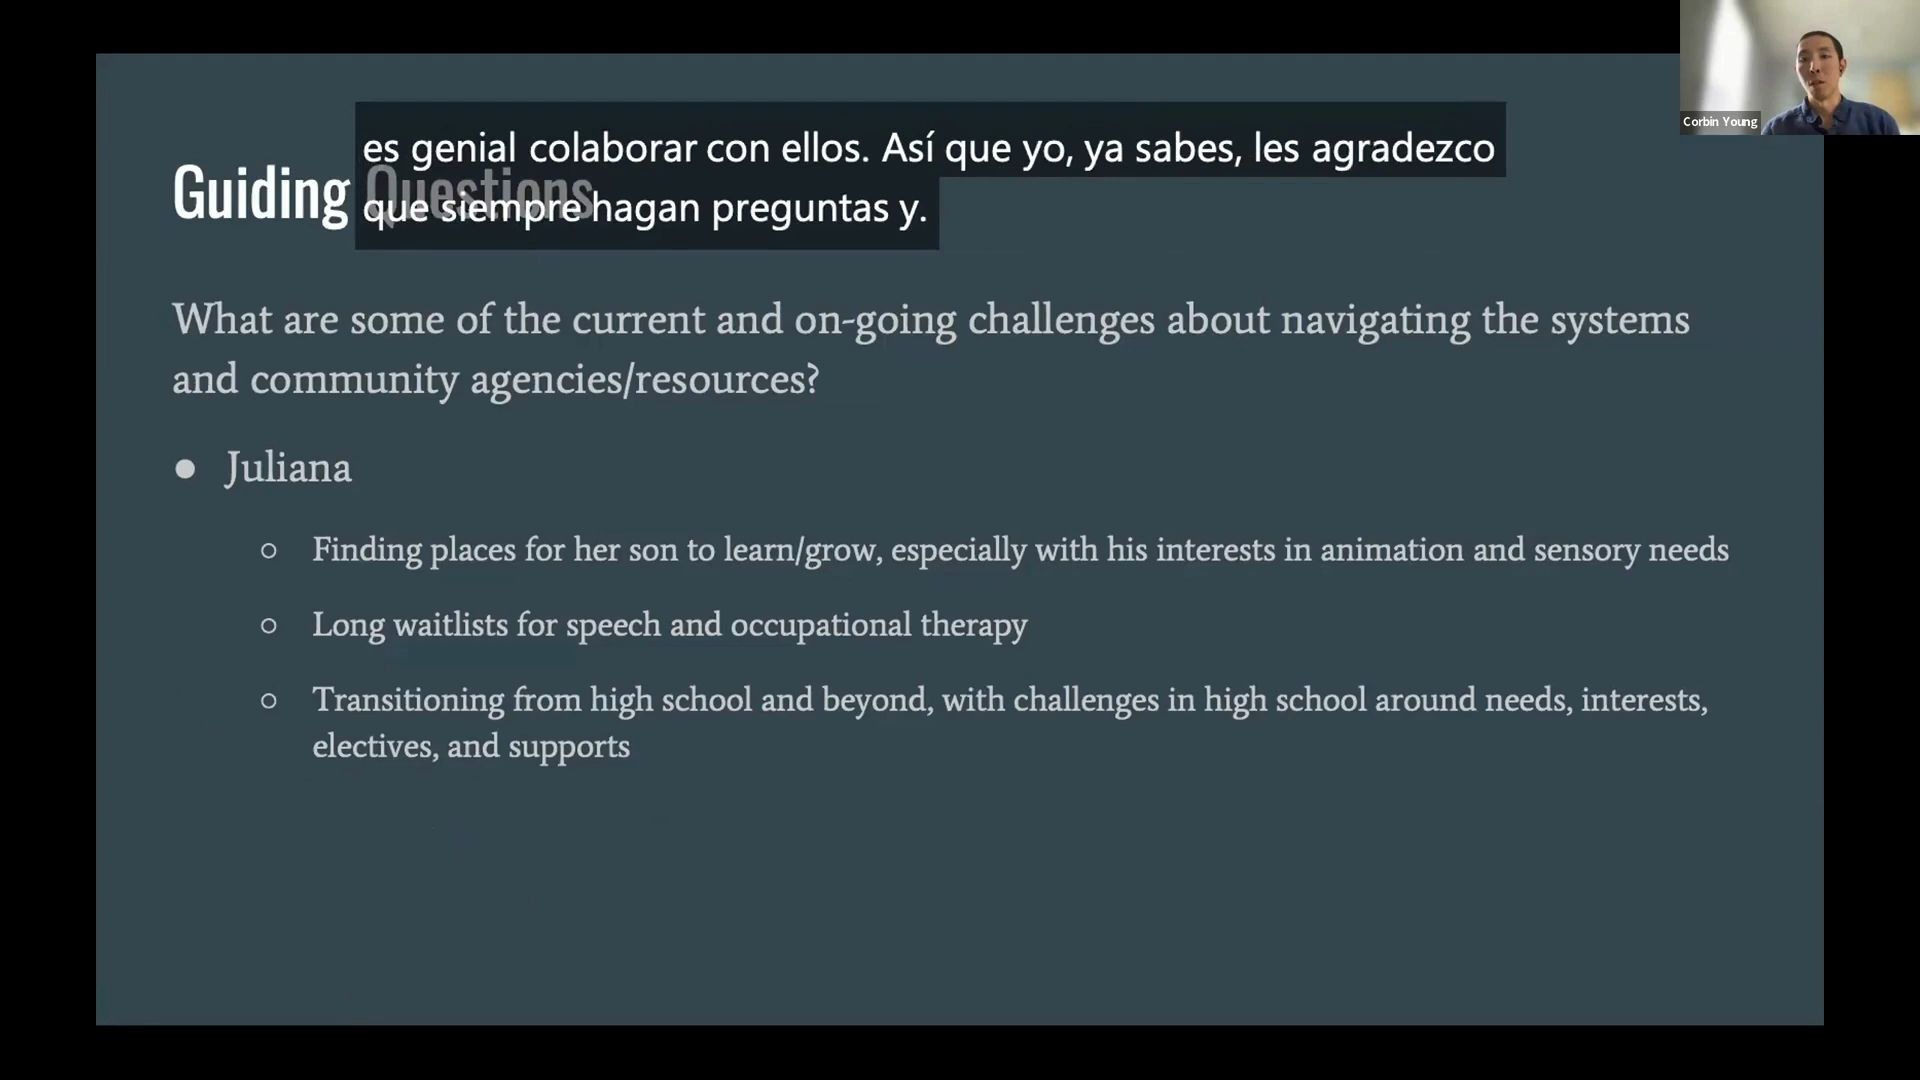 Corbin Young
es genial colaborar con ellos. Así que yo, ya sabes, les agradezco
que siempre hagan preguntas y.
Guiding Questions
What are some of the current and on-going challenges about navigating the systems
and community agencies/resources?
● Juliana
○ Finding places for her son to learn/grow, especially with his interests in animation and sensory needs
○ Long waitlists for speech and occupational therapy
○ Transitioning from high school and beyond, with challenges in high school around needs, interests,
electives, and supports